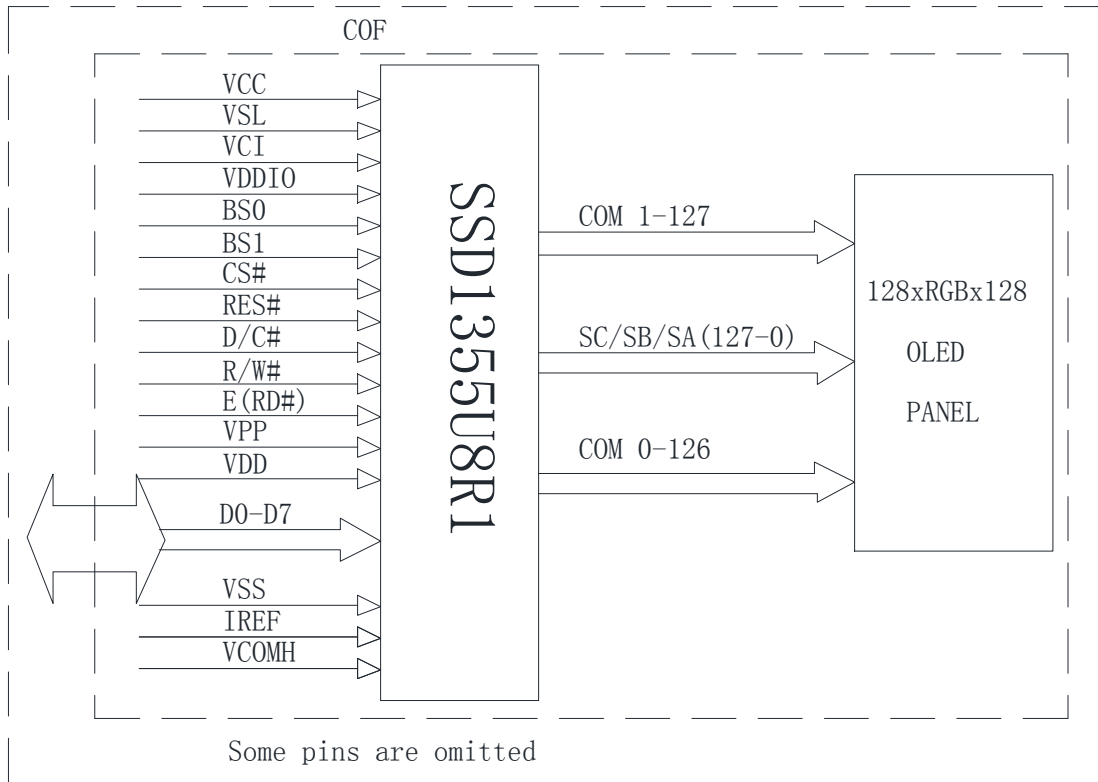 COF
VCC
VSL
VCI
VDDIO
BS0
BS1
CS#
RES#
D/C#
R/W#
E(RD#)
VPP
VDD
D0-D7
VSS
IREF
VCOMH
SSD1355U8R1
COM 1-127
SC/SB/SA(127-0)
COM 0-126
128xRGBx128
OLED
PANEL
Some pins are omitted